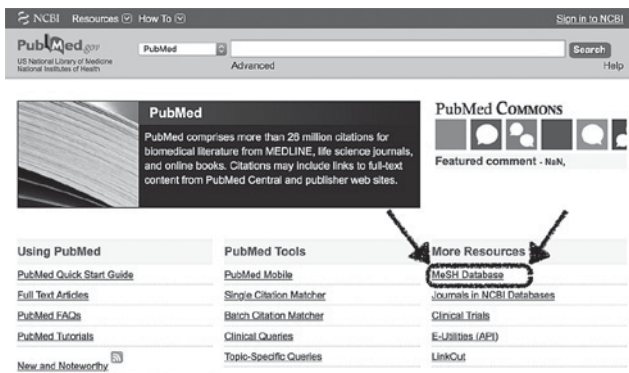 NCBI Resources How To Sign in to NCBI
PubMed.gov
US National Library of Medicine
National Institutes of Health
PubMed
Search
Advanced
Help
PubMed
PubMed comprises more than 26 million citations for
biomedical literature from MEDLINE, life science journals,
and online books. Citations may include links to full-text
content from PubMed Central and publisher web sites.
PubMed Commons
Featured comment - NaN,
Using PubMed
PubMed Quick Start Guide
Full Text Articles
PubMed FAQs
PubMed Tutorials
New and Noteworthy
PubMed Tools
PubMed Mobile
Single Citation Matcher
Batch Citation Matcher
Clinical Queries
Topic-Specific Queries
More Resources
MeSH Database
Journals in NCBI Databases
Clinical Trials
E-Utilities (API)
LinkOut